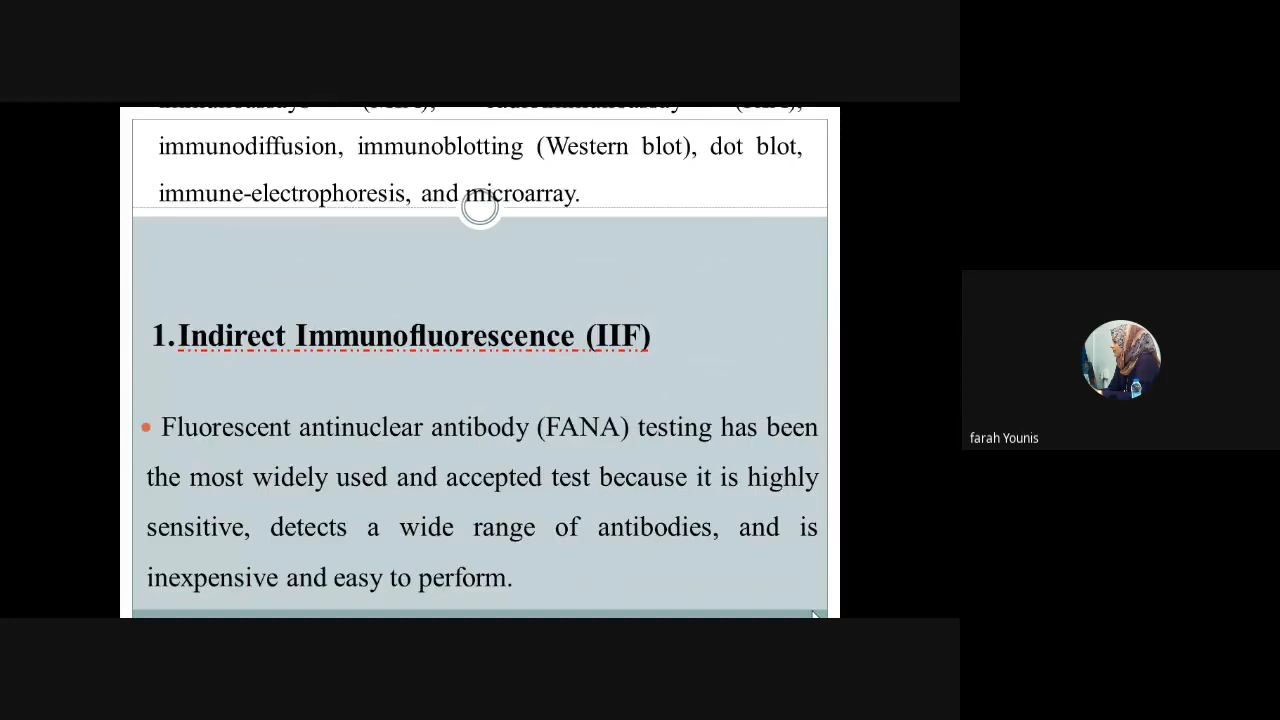 immunodiffusion, immunoblotting (Western blot), dot blot,
immune-electrophoresis, and microarray.
1. Indirect Immunofluorescence (IIF)
• Fluorescent antinuclear antibody (FANA) testing has been
the most widely used and accepted test because it is highly
sensitive, detects a wide range of antibodies, and is
inexpensive and easy to perform.
farah Younis